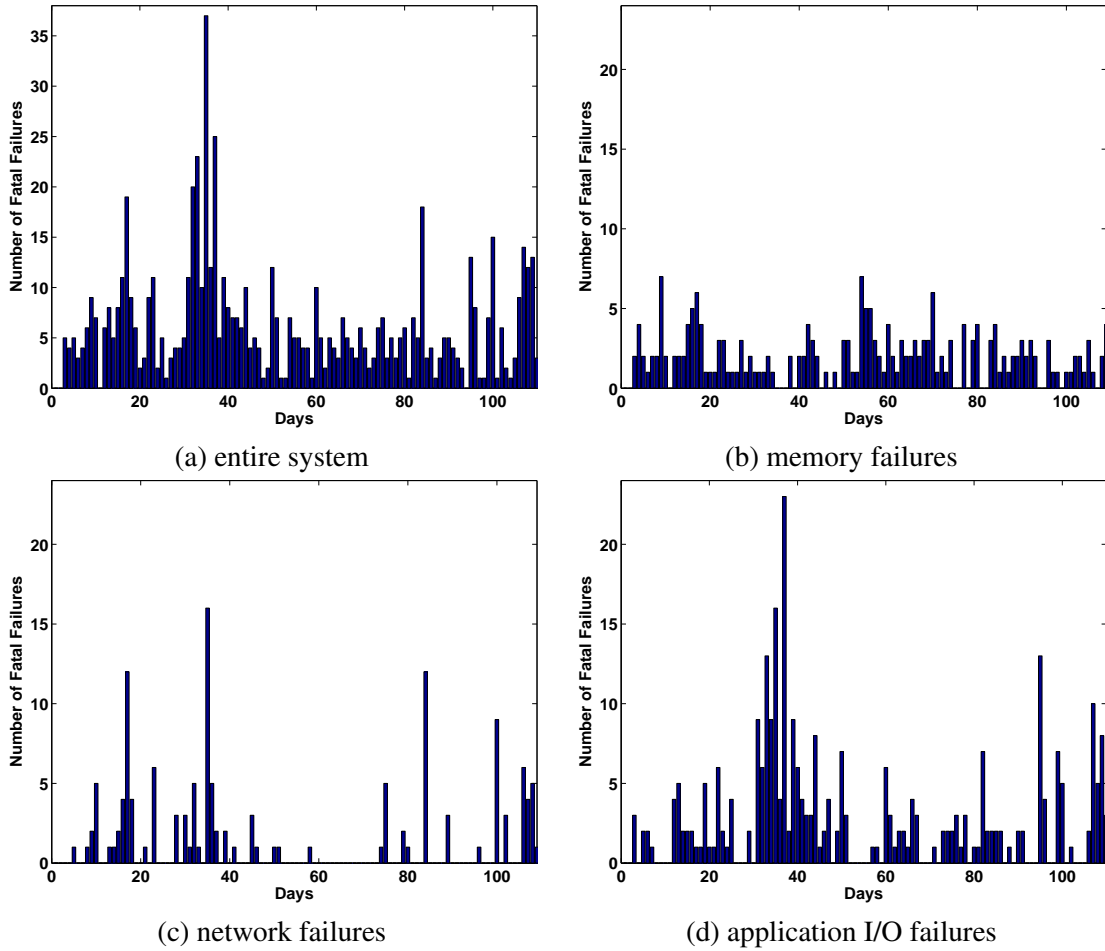 35
30
25
20
15
10
5
0
Number of Fatal Failures
0 20 40 60 80 100
Days
(a) entire system
20
15
10
5
0
Number of Fatal Failures
0 20 40 60 80 100
Days
(b) memory failures
20
15
10
5
0
Number of Fatal Failures
0 20 40 60 80 100
Days
(c) network failures
20
15
10
5
0
Number of Fatal Failures
0 20 40 60 80 100
Days
(d) application I/O failures